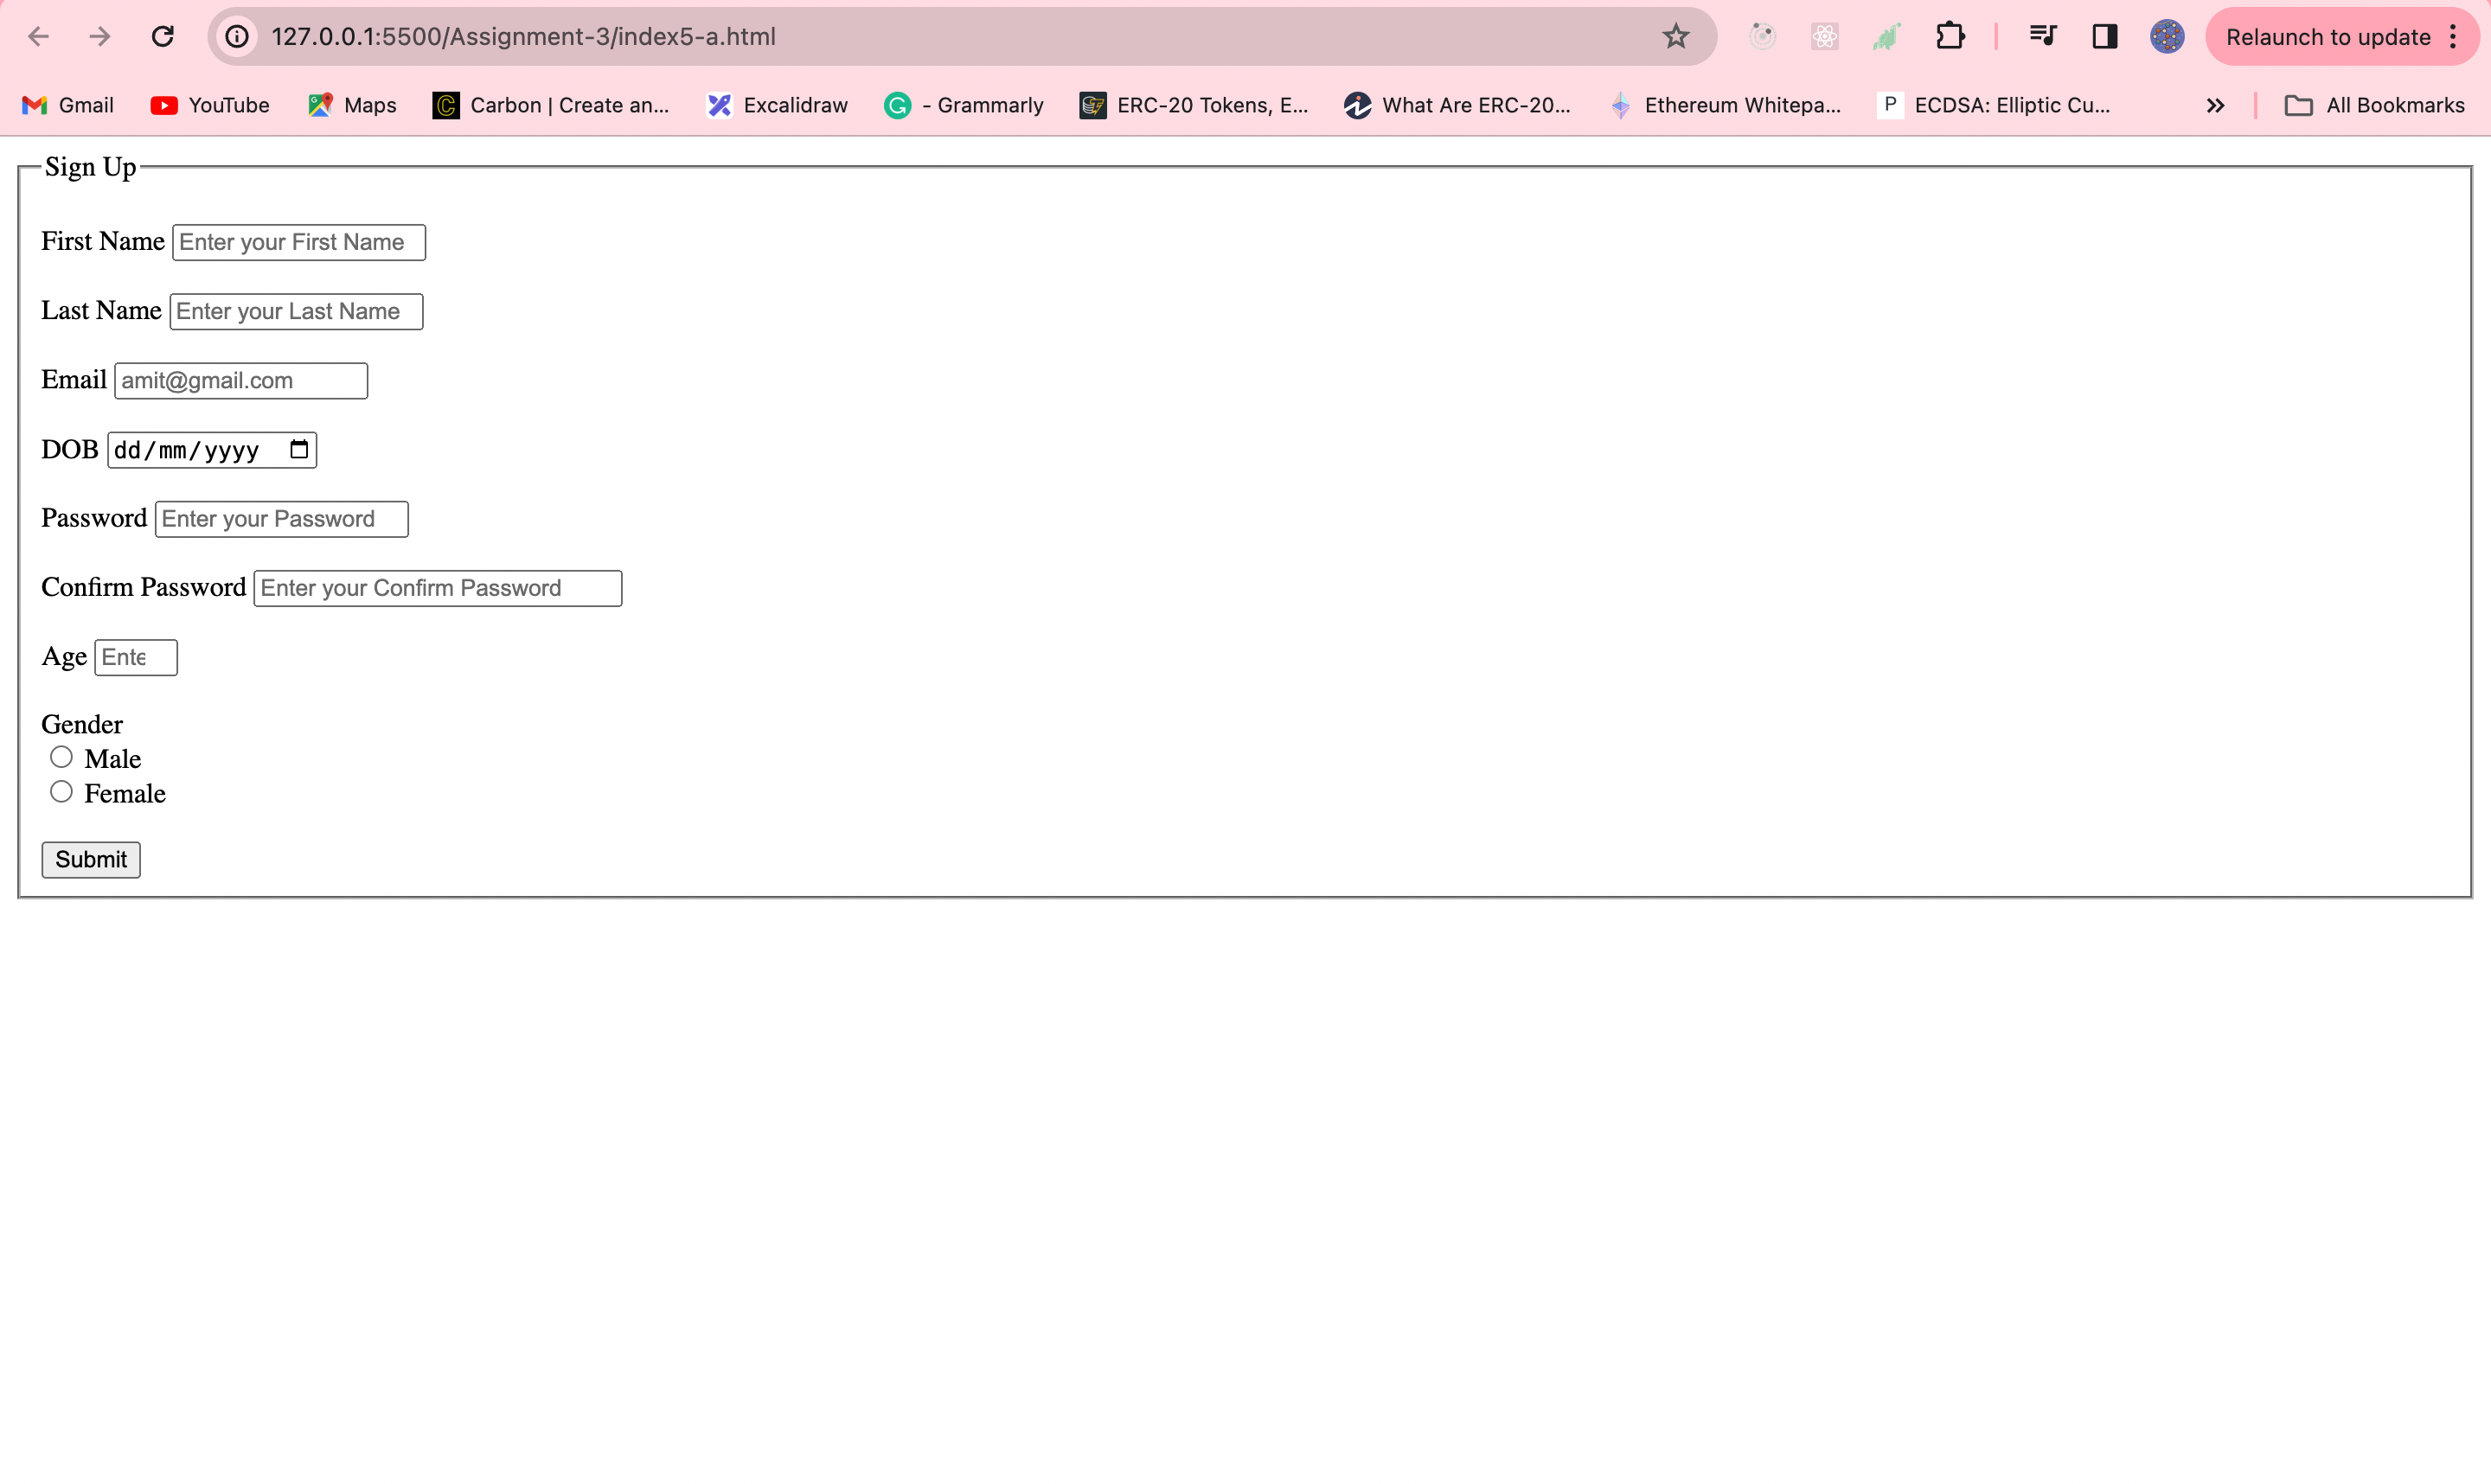 127.0.0.1:5500/Assignment-3/index5-a.html Relaunch to update
Gmail YouTube Maps Carbon | Create an... Excalidraw - Grammarly ERC-20 Tokens, E... What Are ERC-20... Ethereum Whitepa... P ECDSA: Elliptic Cu... All Bookmarks
Sign Up
First Name Enter your First Name
Last Name Enter your Last Name
Email amit@gmail.com
DOB dd/mm/yyyy
Password Enter your Password
Confirm Password Enter your Confirm Password
Age Ente
Gender
Male
Female
Submit